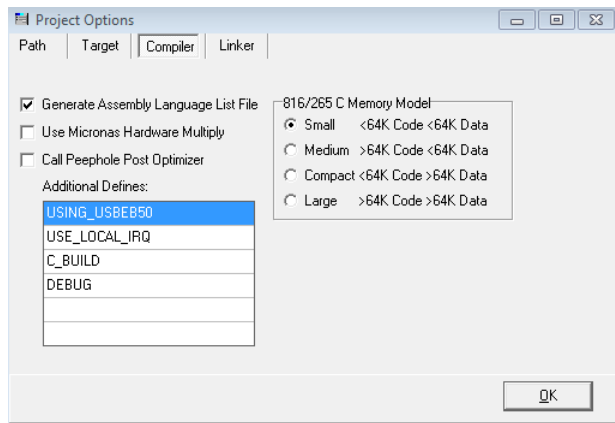 Project Options
Path Target Compiler Linker
Generate Assembly Language List File
Use Micronas Hardware Multiply
Call Peephole Post Optimizer
Additional Defines:
USING_USBEB50
USE_LOCAL_IRQ
C_BUILD
DEBUG
816/265 C Memory Model
Small <64K Code <64K Data
Medium >64K Code <64K Data
Compact <64K Code >64K Data
Large >64K Code >64K Data
OK